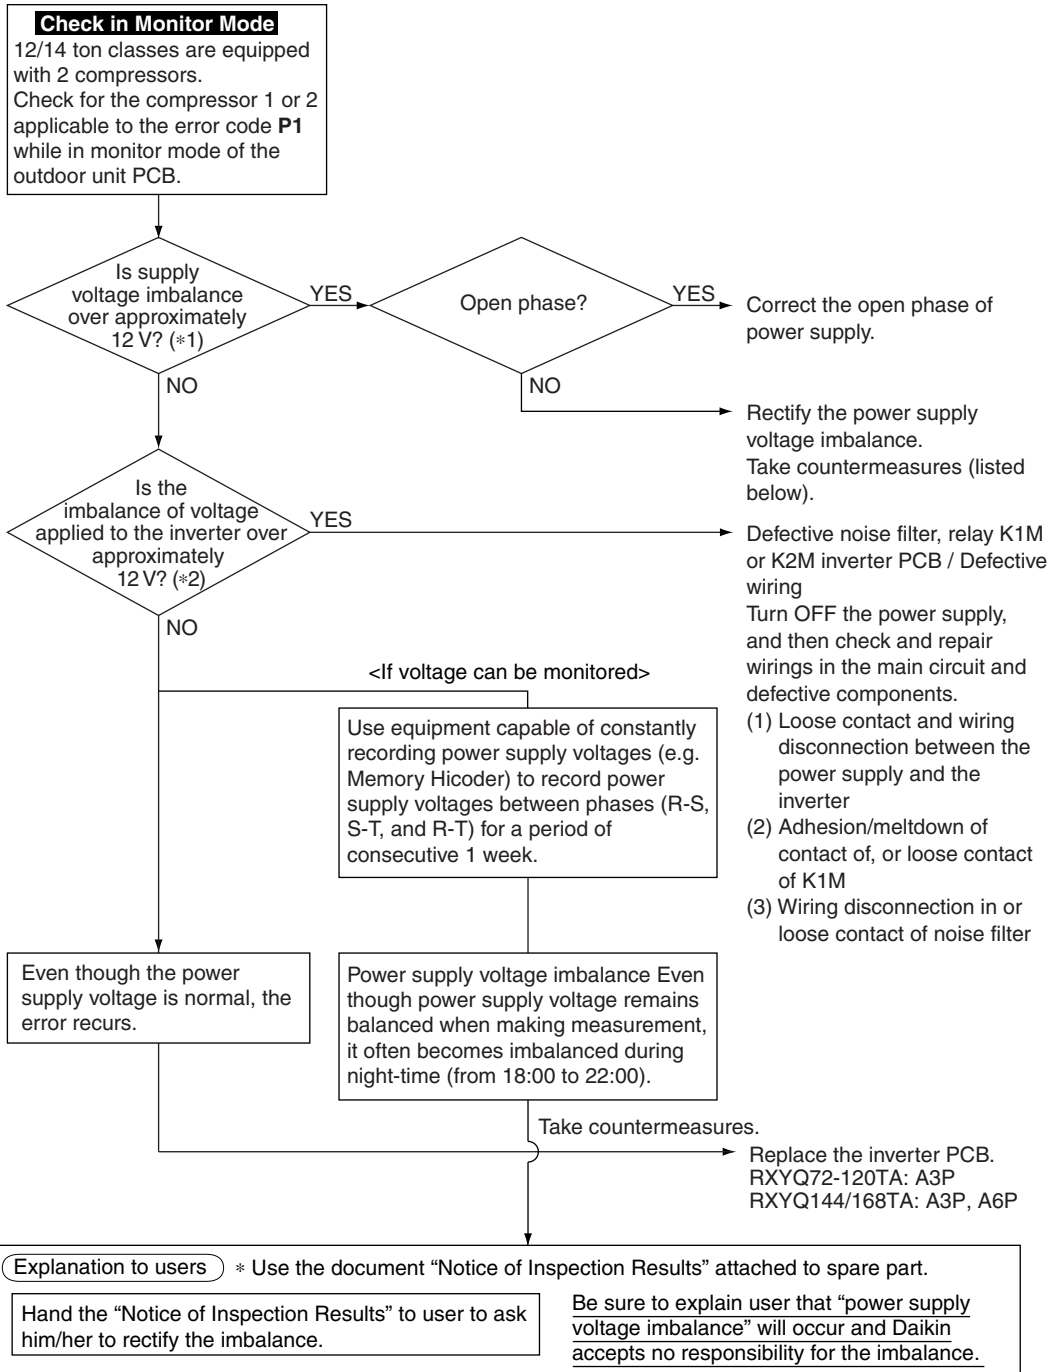 Check in Monitor Mode
12/14 ton classes are equipped
with 2 compressors.
Check for the compressor 1 or 2
applicable to the error code P1
while in monitor mode of the
outdoor unit PCB.
Is supply
voltage imbalance
over approximately
12 V? (*1)
YES
Open phase?
YES
Correct the open phase of
power supply.
NO
NO
Rectify the power supply
voltage imbalance.
Take countermeasures (listed
below).
Is the
imbalance of voltage
applied to the inverter over
approximately
12 V? (*2)
YES
Defective noise filter, relay K1M
or K2M inverter PCB / Defective
wiring
Turn OFF the power supply,
and then check and repair
wirings in the main circuit and
defective components.
(1) Loose contact and wiring
disconnection between the
power supply and the
inverter
(2) Adhesion/meltdown of
contact of, or loose contact
of K1M
(3) Wiring disconnection in or
loose contact of noise filter
NO
<If voltage can be monitored>
Use equipment capable of constantly
recording power supply voltages (e.g.
Memory Hicoder) to record power
supply voltages between phases (R-S,
S-T, and R-T) for a period of
consecutive 1 week.
Even though the power
supply voltage is normal, the
error recurs.
Power supply voltage imbalance Even
though power supply voltage remains
balanced when making measurement,
it often becomes imbalanced during
night-time (from 18:00 to 22:00).
Take countermeasures.
Replace the inverter PCB.
RXYQ72-120TA: A3P
RXYQ144/168TA: A3P, A6P
Explanation to users * Use the document “Notice of Inspection Results” attached to spare part.
Hand the “Notice of Inspection Results” to user to ask
him/her to rectify the imbalance.
Be sure to explain user that “power supply
voltage imbalance” will occur and Daikin
accepts no responsibility for the imbalance.